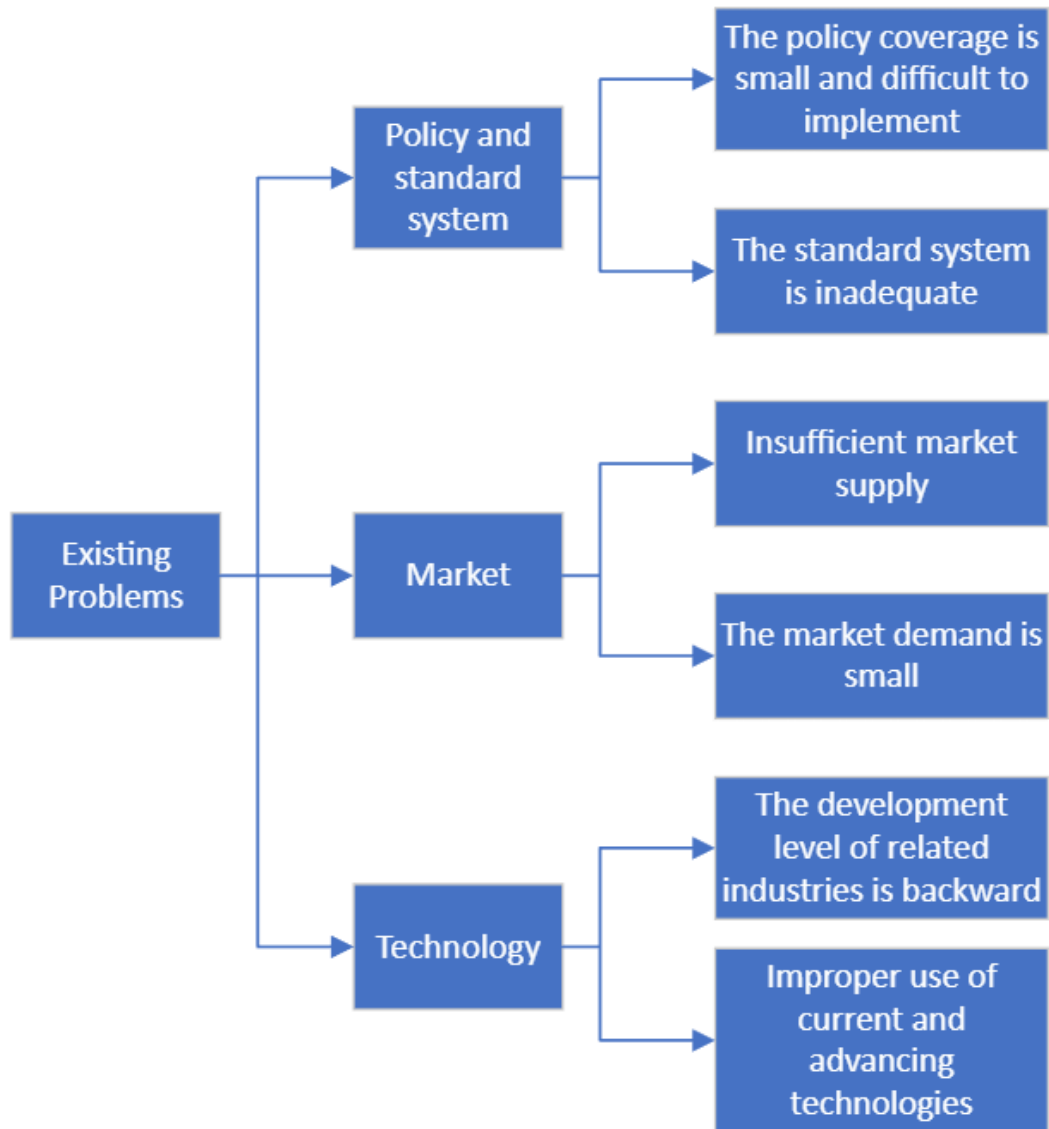 The policy coverage is
small and difficult to
implement
Policy and
standard
system
The standard system
is inadequate
Insufficient market
supply
Existing
Problems
Market
The market demand is
small
The development
level of related
industries is backward
Technology
Improper use of
current and
advancing
technologies